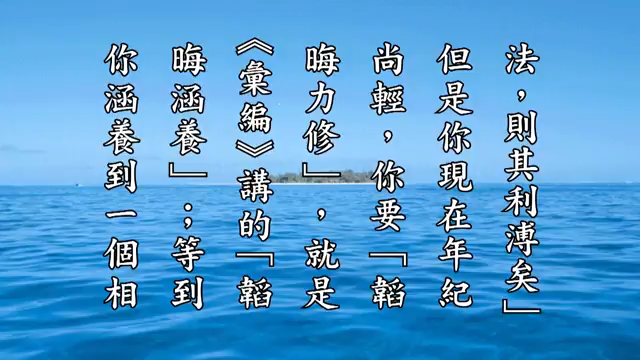 法，則其利溥矣」
但是你現在年紀
尚輕，你要「韜
晦力修」，就是
《彙編》講的「韜
晦涵養」；等到
你涵養到一個相